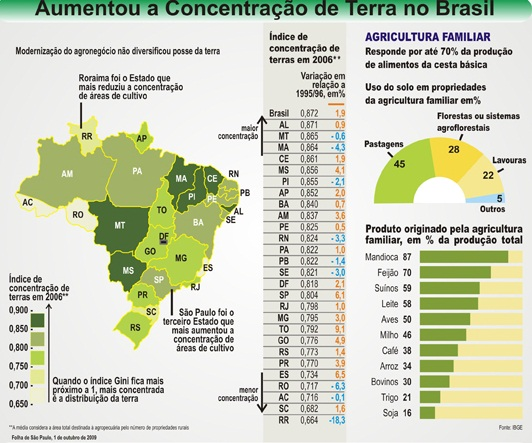 Aumentou a Concentração de Terra no Brasil
Modernização do agronegócio não diversificou posse da terra
Roraima foi o Estado que
mais reduziu a concentração
de áreas de cultivo
RR
AP
AM
PA
MA
CE
RN
PB
PI
AL
SE
AC
RO
TO
BA
MT
DF
GO
MG
ES
MS
SP
RJ
PR
SC
RS
São Paulo foi o
terceiro Estado que
mais aumentou a
concentração de
áreas de cultivo
Índice de
concentração de
terras em 2006**
0,900
0,850
0,800
0,750
0,700
0,650
Quando o índice Gini fica mais
próximo a 1, mais concentrada
é a distribuição da terra
*A média considera a área total destinada a agropecuária pelo número de propriedades rurais
Folha de São Paulo, 1 de outubro de 2009
Índice de
concentração de
terras em 2006**
Variação em
relação a
1995/96, em%
maior
concentração
menor
concentração
Brasil 0,872 1,9
AL 0,871 0,9
MT 0,865 -0,6
MA 0,864 -4,3
CE 0,861 1,9
MS 0,856 4,1
PI 0,855 -2,1
AP 0,852 2,0
BA 0,840 0,7
AM 0,837 3,6
PE 0,825 0,5
RN 0,824 -3,3
PA 0,822 1,0
PB 0,822 -1,4
SE 0,821 -3,0
DF 0,818 2,1
SP 0,804 6,1
RJ 0,798 1,0
MG 0,795 3,0
TO 0,792 9,1
GO 0,776 4,9
RS 0,773 1,4
PR 0,770 3,9
ES 0,734 6,5
RO 0,717 -6,3
AC 0,716 -0,1
SC 0,682 1,6
RR 0,664 -18,3
AGRICULTURA FAMILIAR
Responde por até 70% da produção
de alimentos da cesta básica
Uso do solo em propriedades
da agricultura familiar em%
Florestas ou sistemas
agroflorestais
Pastagens
Lavouras
Outros
45
28
22
5
Produto originado pela agricultura
familiar, em % da produção total
Mandioca 87
Feijão 70
Suínos 59
Leite 58
Aves 50
Milho 46
Café 38
Arroz 34
Bovinos 30
Trigo 21
Soja 16
Fonte: IBGE